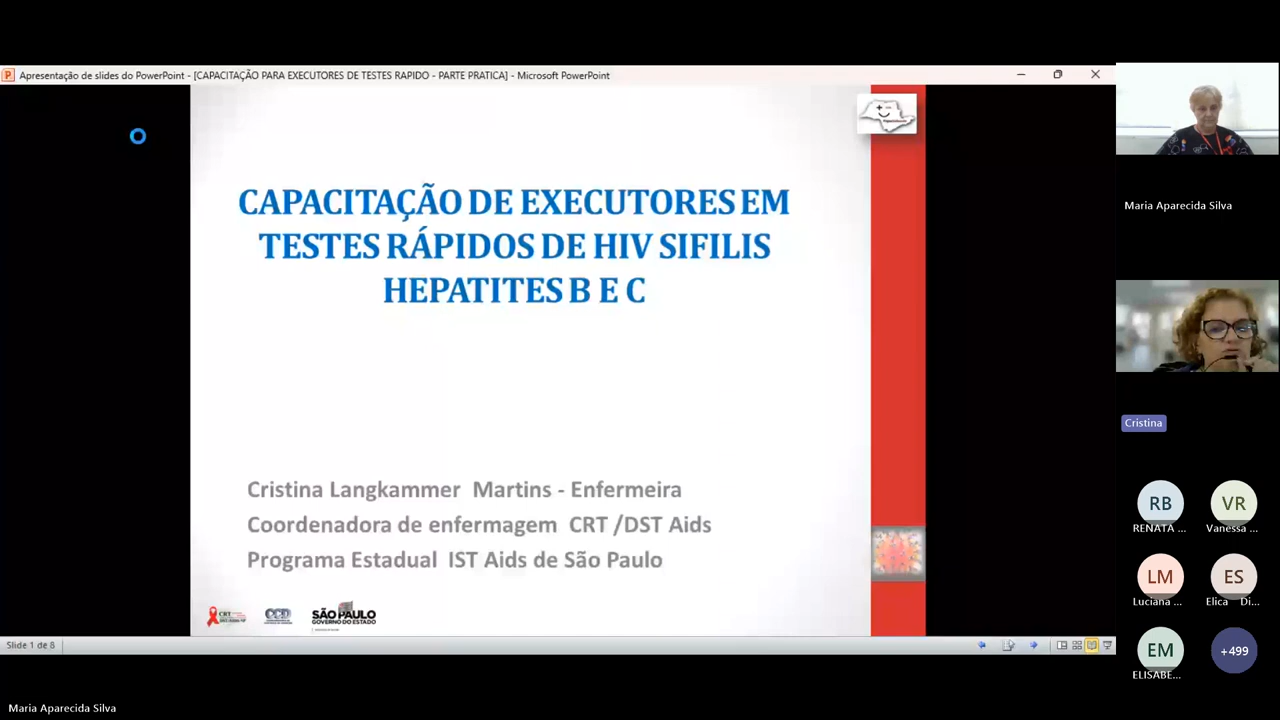 Apresentação de slides do PowerPoint - [CAPACITAÇÃO PARA EXECUTORES DE TESTES RAPIDO - PARTE PRATICA] - Microsoft PowerPoint
CAPACITAÇÃO DE EXECUTORES EM
TESTES RÁPIDOS DE HIV SIFILIS
HEPATITES B E C
Cristina Langkammer Martins - Enfermeira
Coordenadora de enfermagem CRT /DST Aids
Programa Estadual IST Aids de São Paulo
CRT
CCD
SÃO PAULO
GOVERNO DO ESTADO
Slide 1 de 8
Maria Aparecida Silva
Cristina
RB
VR
RENATA ...
Vanessa ...
LM
ES
Luciana ...
Elica Di...
EM
+499
ELISABE...
Maria Aparecida Silva